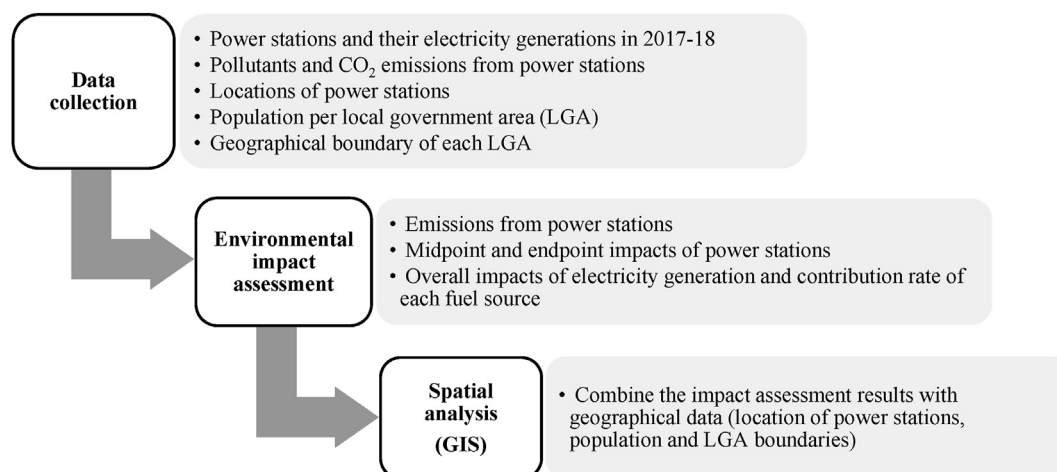 Data
collection
• Power stations and their electricity generations in 2017-18
• Pollutants and CO₂ emissions from power stations
• Locations of power stations
• Population per local government area (LGA)
• Geographical boundary of each LGA
Environmental
impact
assessment
• Emissions from power stations
• Midpoint and endpoint impacts of power stations
• Overall impacts of electricity generation and contribution rate of
each fuel source
Spatial
analysis
(GIS)
• Combine the impact assessment results with
geographical data (location of power stations,
population and LGA boundaries)